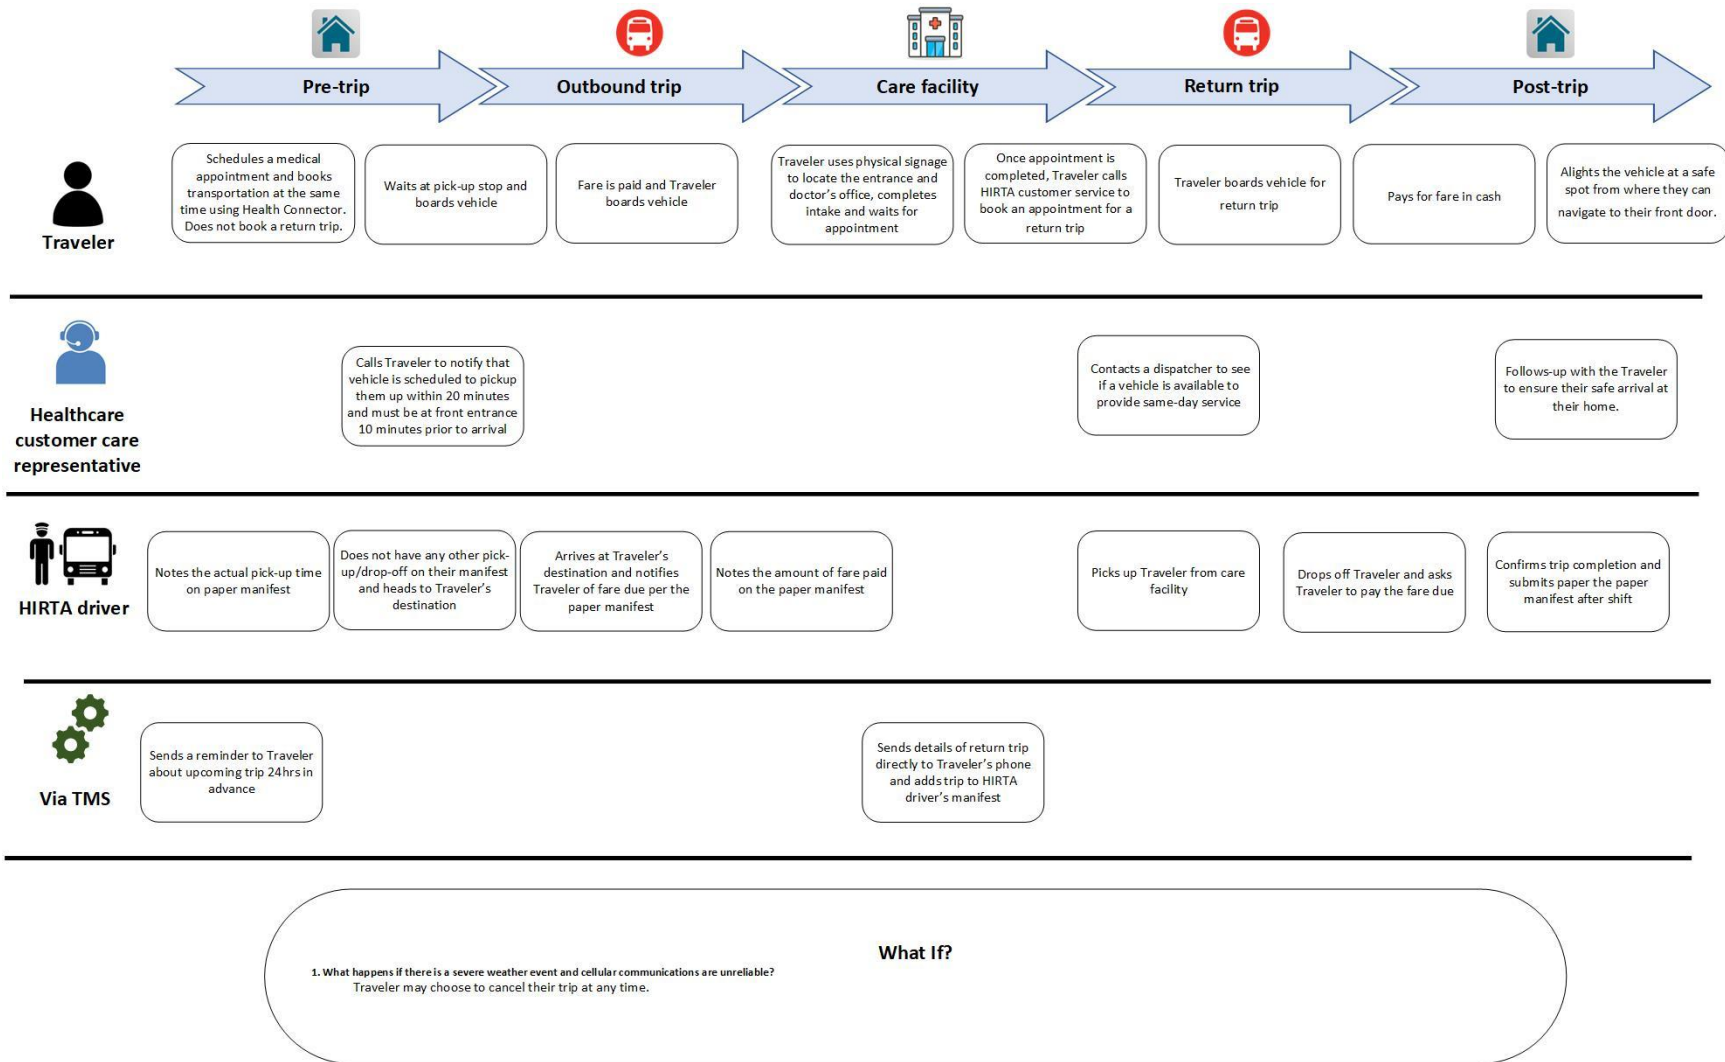 Pre-trip
Outbound trip
Care facility
Return trip
Post-trip
Traveler
Schedules a medical
appointment and books
transportation at the same
time using Health Connector.
Does not book a return trip.
Waits at pick-up stop and
boards vehicle
Fare is paid and Traveler
boards vehicle
Traveler uses physical signage
to locate the entrance and
doctor's office, completes
intake and waits for
appointment
Once appointment is
completed, Traveler calls
HIRTA customer service to
book an appointment for a
return trip
Traveler boards vehicle for
return trip
Pays for fare in cash
Alights the vehicle at a safe
spot from where they can
navigate to their front door.
Healthcare
customer care
representative
Calls Traveler to notify that
vehicle is scheduled to pickup
them up within 20 minutes
and must be at front entrance
10 minutes prior to arrival
Contacts a dispatcher to see
if a vehicle is available to
provide same-day service
Follows-up with the Traveler
to ensure their safe arrival at
their home.
HIRTA driver
Notes the actual pick-up time
on paper manifest
Does not have any other pick-
up/drop-off on their manifest
and heads to Traveler's
destination
Arrives at Traveler's
destination and notifies
Traveler of fare due per the
paper manifest
Notes the amount of fare paid
on the paper manifest
Picks up Traveler from care
facility
Drops off Traveler and asks
Traveler to pay the fare due
Confirms trip completion and
submits paper the paper
manifest after shift
Via TMS
Sends a reminder to Traveler
about upcoming trip 24hrs in
advance
Sends details of return trip
directly to Traveler's phone
and adds trip to HIRTA
driver's manifest
What If?
1. What happens if there is a severe weather event and cellular communications are unreliable?
Traveler may choose to cancel their trip at any time.